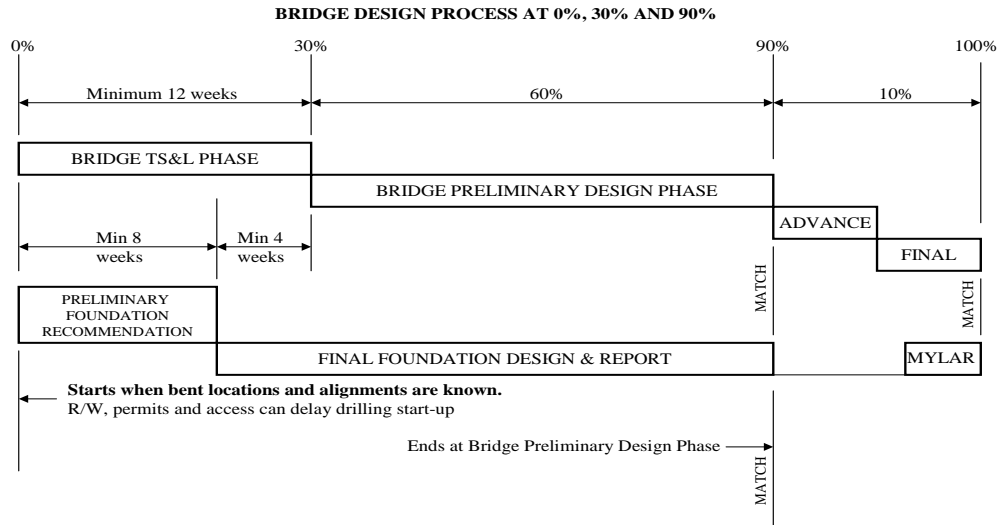 BRIDGE DESIGN PROCESS AT 0%, 30% AND 90%
0%
30%
90%
100%
Minimum 12 weeks
60%
10%
BRIDGE TS&L PHASE
BRIDGE PRELIMINARY DESIGN PHASE
ADVANCE
FINAL
Min 8
weeks
Min 4
weeks
MATCH
MATCH
PRELIMINARY
FOUNDATION
RECOMMENDATION
FINAL FOUNDATION DESIGN & REPORT
MYLAR
Starts when bent locations and alignments are known.
R/W, permits and access can delay drilling start-up
Ends at Bridge Preliminary Design Phase
MATCH